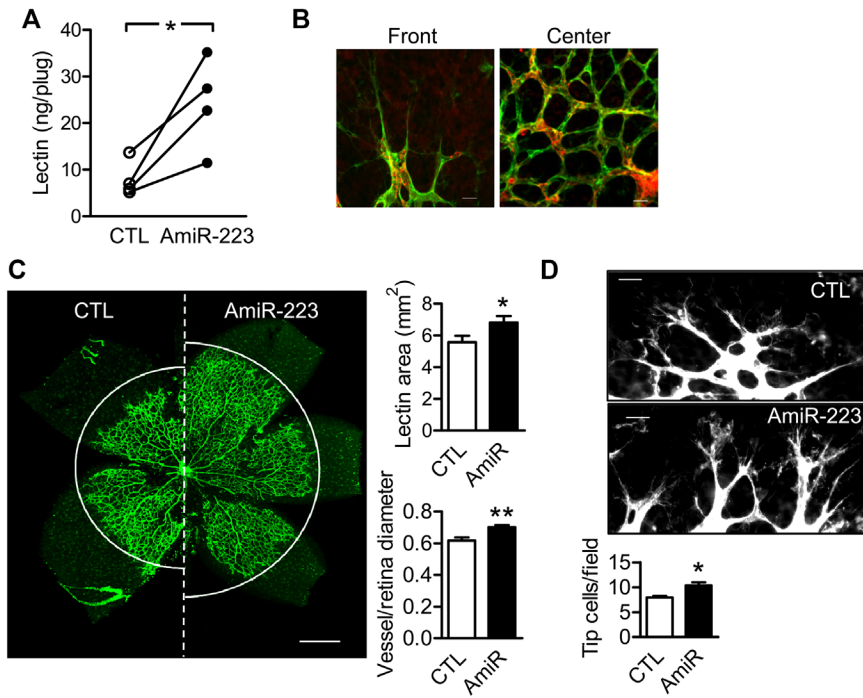 A
Lectin (ng/plug)
40
30
20
10
0
*
CTL AmiR-223
B
Front Center
C
CTL AmiR-223
Lectin area (mm²)
8
6
4
2
0
*
CTL AmiR
Vessel/retina diameter
0.8
0.6
0.4
0.2
0.0
**
CTL AmiR
D
CTL
AmiR-223
Tip cells/field
15
10
5
0
*
CTL AmiR